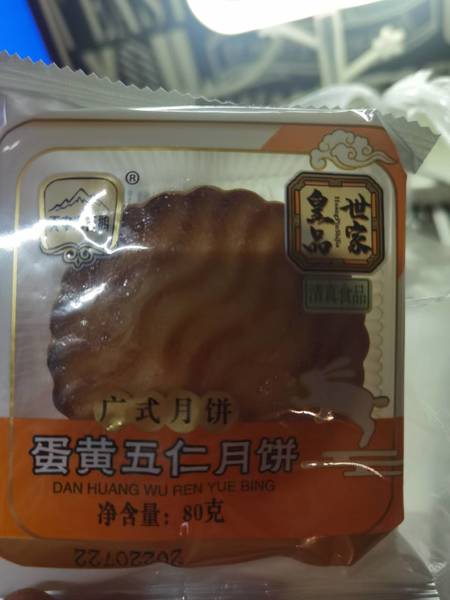 世家
皇品
清真食品
广式月饼
蛋黄五仁月饼
DAN HUANG WU REN YUE BING
净含量：80克
20220722